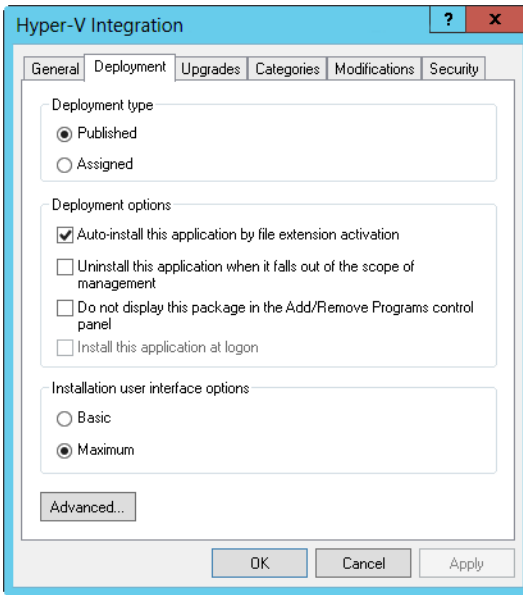 Hyper-V Integration
? x
General Deployment Upgrades Categories Modifications Security
Deployment type
Published
Assigned
Deployment options
Auto-install this application by file extension activation
Uninstall this application when it falls out of the scope of
management
Do not display this package in the Add/Remove Programs control
panel
Install this application at logon
Installation user interface options
Basic
Maximum
Advanced...
OK Cancel Apply